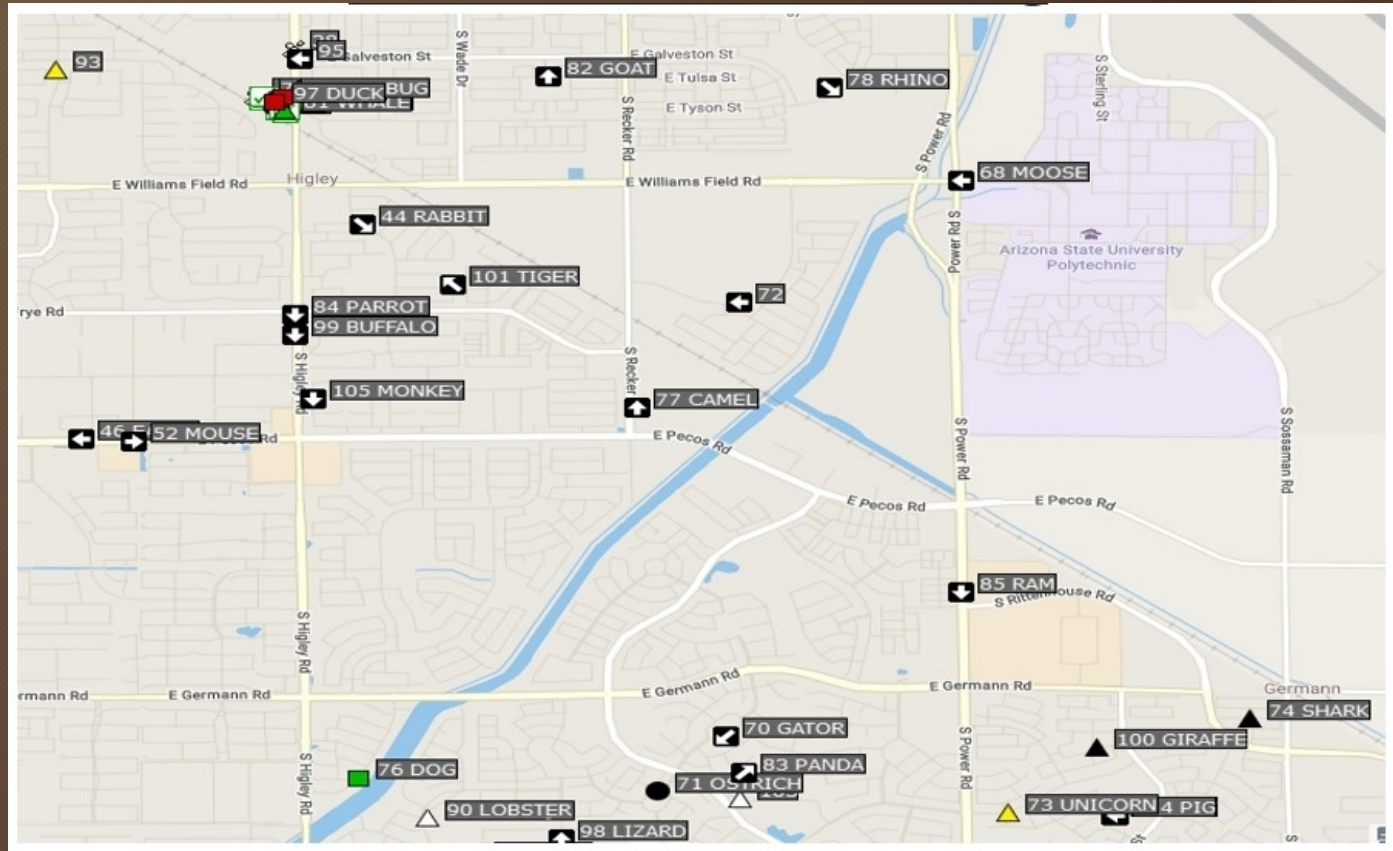 93
95
E Galveston St
S Wade Dr
82 GOAT
E Galveston St
E Tulsa St
E Tyson St
78 RHINO
S Sterling St
97 DUCK
BUG
WHALE
S Recker Rd
S Power Rd
E Williams Field Rd
Higley
E Williams Field Rd
68 MOOSE
44 RABBIT
Power Rd S
Arizona State University
Polytechnic
101 TIGER
72
84 PARROT
99 BUFFALO
S Higley Rd
S Recker
105 MONKEY
77 CAMEL
46
52 MOUSE
Rd
E Pecos Rd
S Power Rd
S Sossaman Rd
E Pecos Rd
E Pecos Rd
85 RAM
S Rittenhouse Rd
S Higley Rd
E Germann Rd
E Germann Rd
E Germann Rd
Germann
74 SHARK
70 GATOR
100 GIRAFFE
S Power Rd
S Higley Rd
76 DOG
83 PANDA
71 OSTRICH
73 UNICORN
4 PIG
90 LOBSTER
98 LIZARD